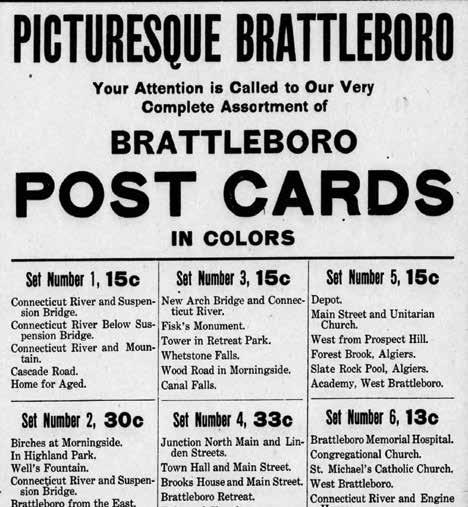 PICTURESQUE BRATTLEBORO
Your Attention is Called to Our Very
Complete Assortment of
BRATTLEBORO
POST CARDS
IN COLORS
Set Number 1, 15c
Connecticut River and Suspen-
sion Bridge.
Connecticut River Below Sus-
pension Bridge.
Connecticut River and Moun-
tain.
Cascade Road.
Home for Aged.
Set Number 2, 30c
Birches at Morningside.
In Highland Park.
Well's Fountain.
Connecticut River and Suspen-
sion Bridge.
Brattleboro from the East.
Set Number 3, 15c
New Arch Bridge and Connec-
ticut River.
Fisk's Monument.
Tower in Retreat Park.
Whetstone Falls.
Wood Road in Morningside.
Canal Falls.
Set Number 4, 33c
Junction North Main and Lin-
den Streets.
Town Hall and Main Street.
Brooks House and Main Street.
Brattleboro Retreat.
Set Number 5, 15c
Depot.
Main Street and Unitarian
Church.
West from Prospect Hill.
Forest Brook, Algiers.
Slate Rock Pool, Algiers.
Academy, West Brattleboro.
Set Number 6, 13c
Brattleboro Memorial Hospital.
Congregational Church.
St. Michael's Catholic Church.
West Brattleboro.
Connecticut River and Engine